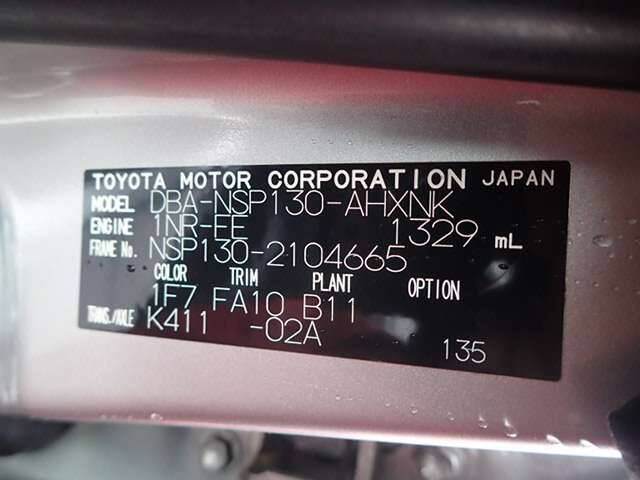 TOYOTA MOTOR CORPORATION JAPAN
MODEL DBA-NSP130-AHXNK
ENGINE 1NR-FE 1329 mL
FRAME No. NSP130-2104665
COLOR TRIM PLANT OPTION
1F7 FA10 B11
TRANS./AXLE K411 -02A
135